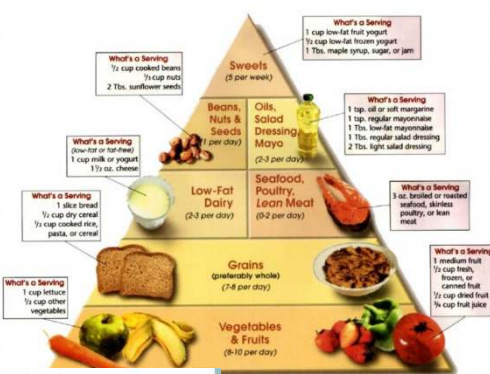 What's a Serving
1 cup low-fat fruit yogurt
1/2 cup low-fat frozen yogurt
1 Tbs. maple syrup, sugar, or jam
Sweets
(5 per week)
What's a Serving
1/2 cup cooked beans
1/3 cup nuts
2 Tbs. sunflower seeds
Beans,
Nuts &
Seeds
(1 per day)
Oils,
Salad
Dressing,
Mayo
(2-3 per day)
What's a Serving
1 tsp. oil or soft margarine
1 tsp. regular mayonnaise
1 Tbs. low-fat mayonnaise
1 Tbs. regular salad dressing
2 Tbs. light salad dressing
What's a Serving
(low-fat or fat-free)
1 cup milk or yogurt
1 1/2 oz. cheese
Low-Fat
Dairy
(2-3 per day)
Seafood,
Poultry,
Lean Meat
(0-2 per day)
What's a Serving
3 oz. broiled or roasted
seafood, skinless
poultry, or lean
meat
What's a Serving
1 slice bread
1/2 cup dry cereal
1/2 cup cooked rice,
pasta, or cereal
Grains
(preferably whole)
(7-8 per day)
What's a Serving
1 medium fruit
1/2 cup fresh,
frozen, or
canned fruit
1/2 cup dried fruit
3/4 cup fruit juice
What's a Serving
1 cup lettuce
1/2 cup other
vegetables
Vegetables
& Fruits
(8-10 per day)